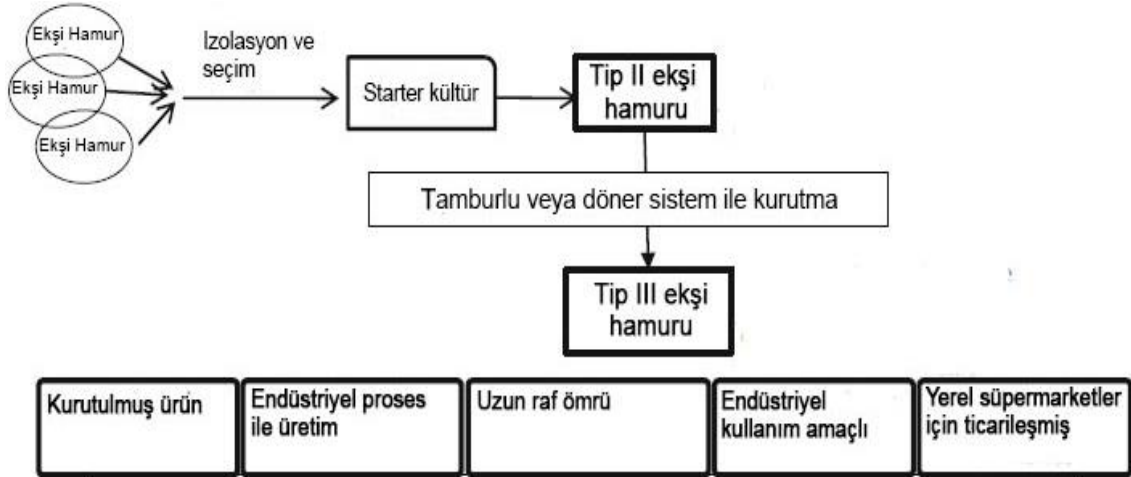 Ekşi Hamur
Ekşi Hamur
Ekşi Hamur
Izolasyon ve
seçim
Starter kültür
Tip II ekşi
hamuru
Tamburlu veya döner sistem ile kurutma
Tip III ekşi
hamuru
Kurutulmuş ürün
Endüstriyel proses
ile üretim
Uzun raf ömrü
Endüstriyel
kullanım amaçlı
Yerel süpermarketler
için ticarileşmiş